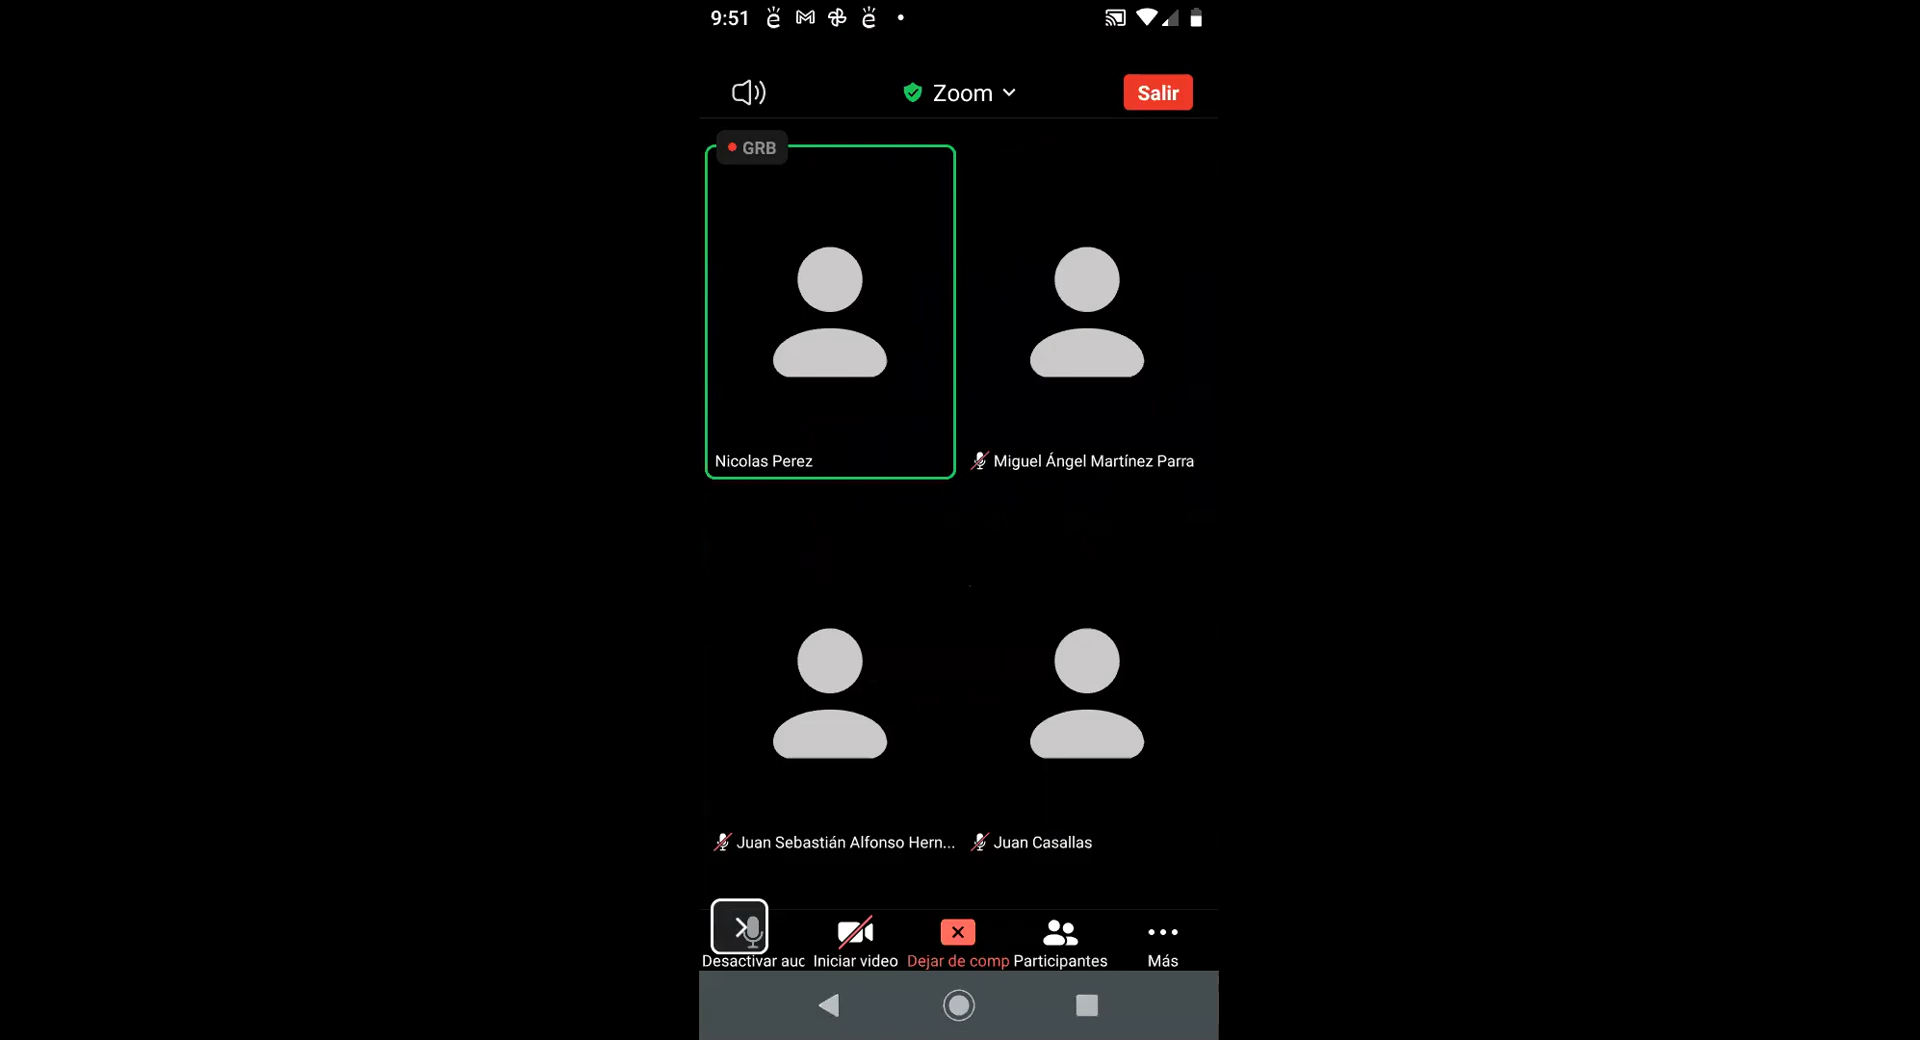 9:51
Zoom
Salir
GRB
Nicolas Perez
Miguel Ángel Martínez Parra
Juan Sebastián Alfonso Hern...
Juan Casallas
Desactivar auc
Iniciar video
Dejar de comp
Participantes
Más